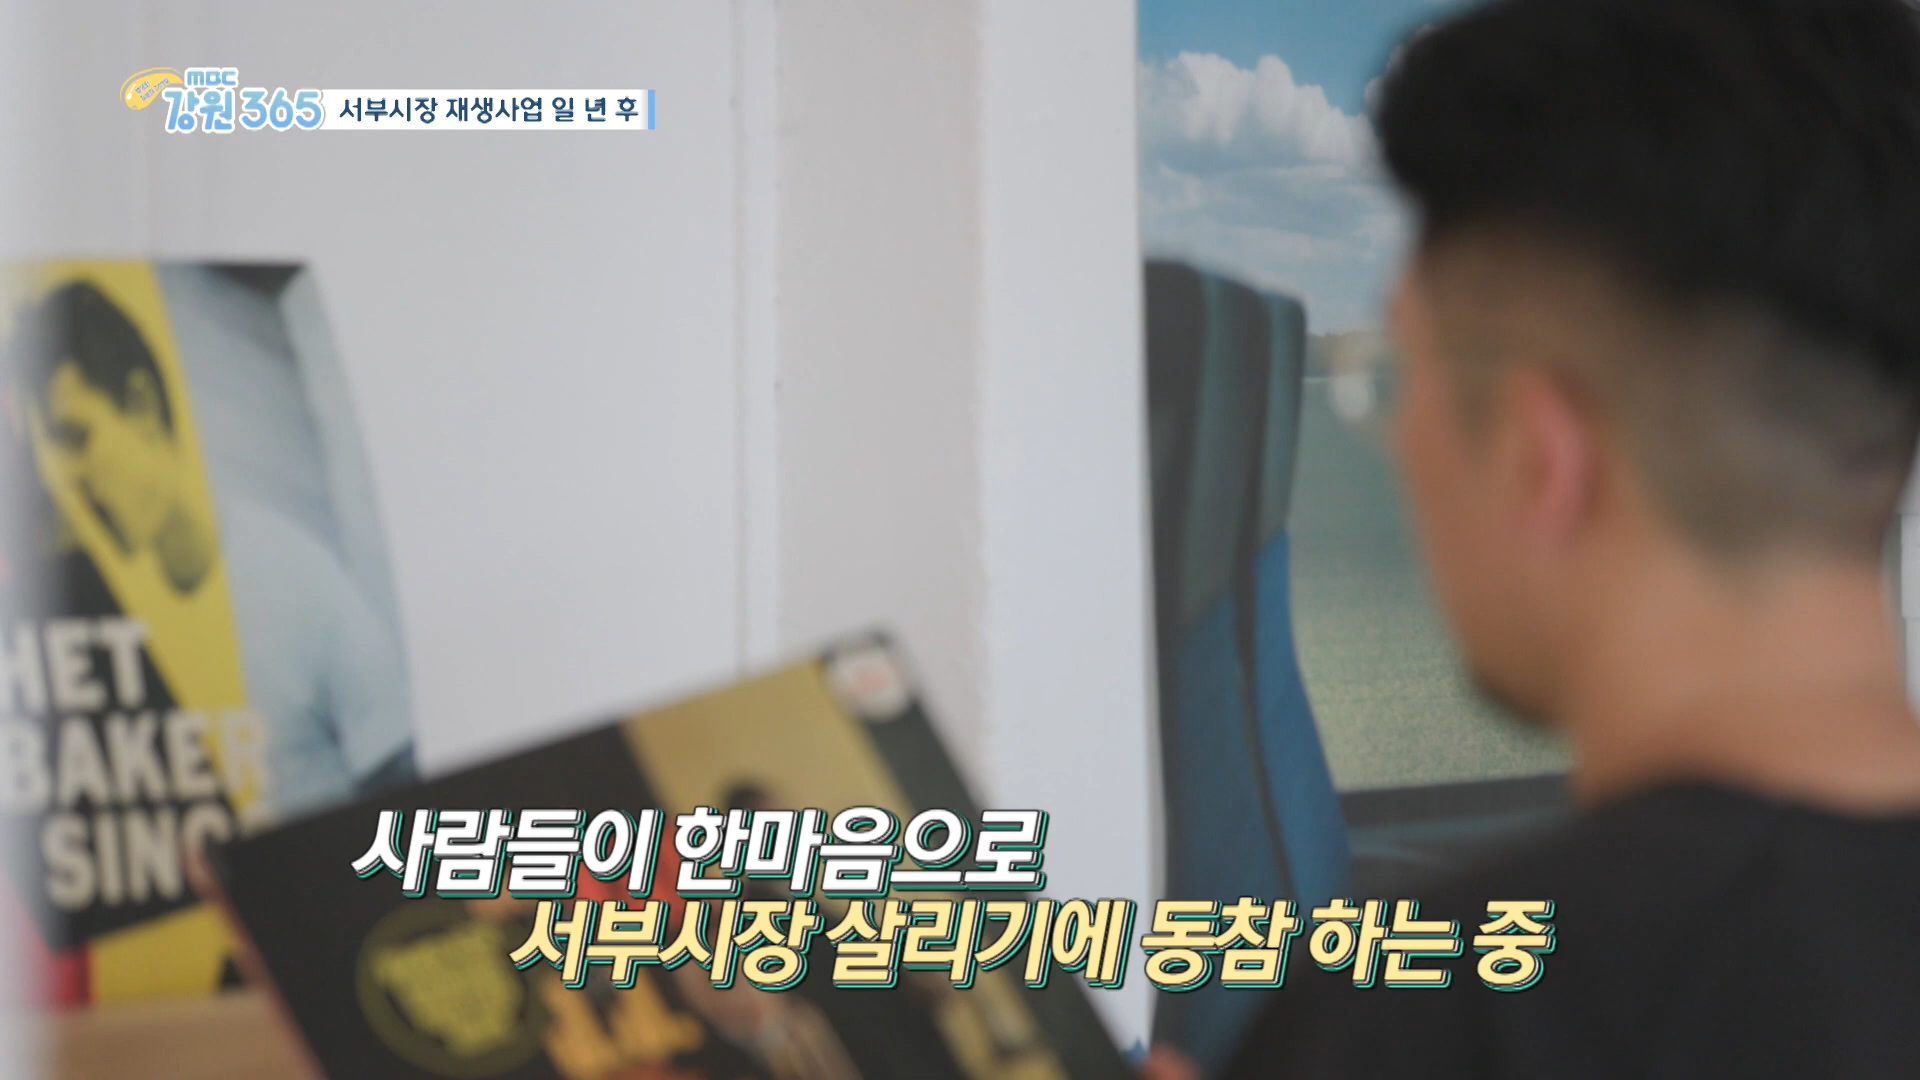 MBC
강원365 서부시장 재생사업 일 년 후
HET
BAKER
SING
사람들이 한마음으로
서부시장 살리기에 동참 하는 중